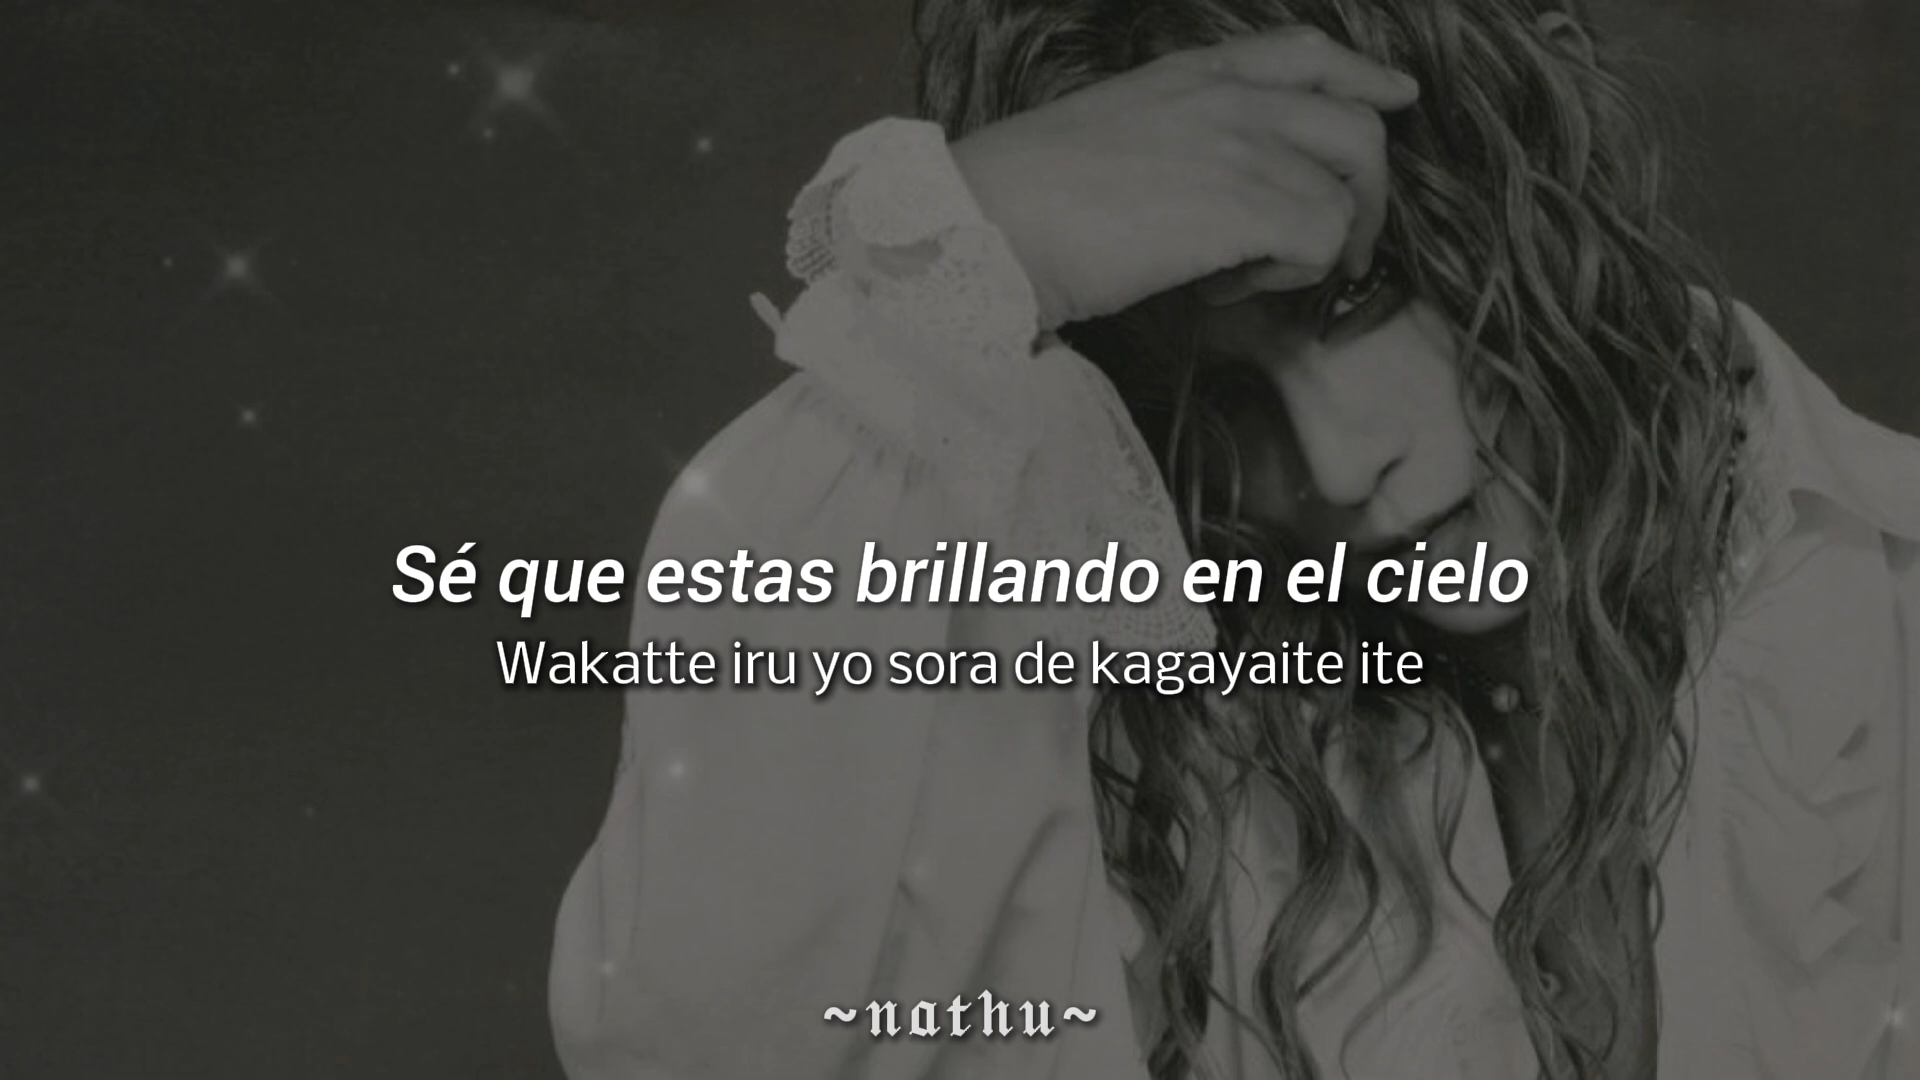 Sé que estas brillando en el cielo
Wakatte iru yo sora de kagayaite ite
~nathu~